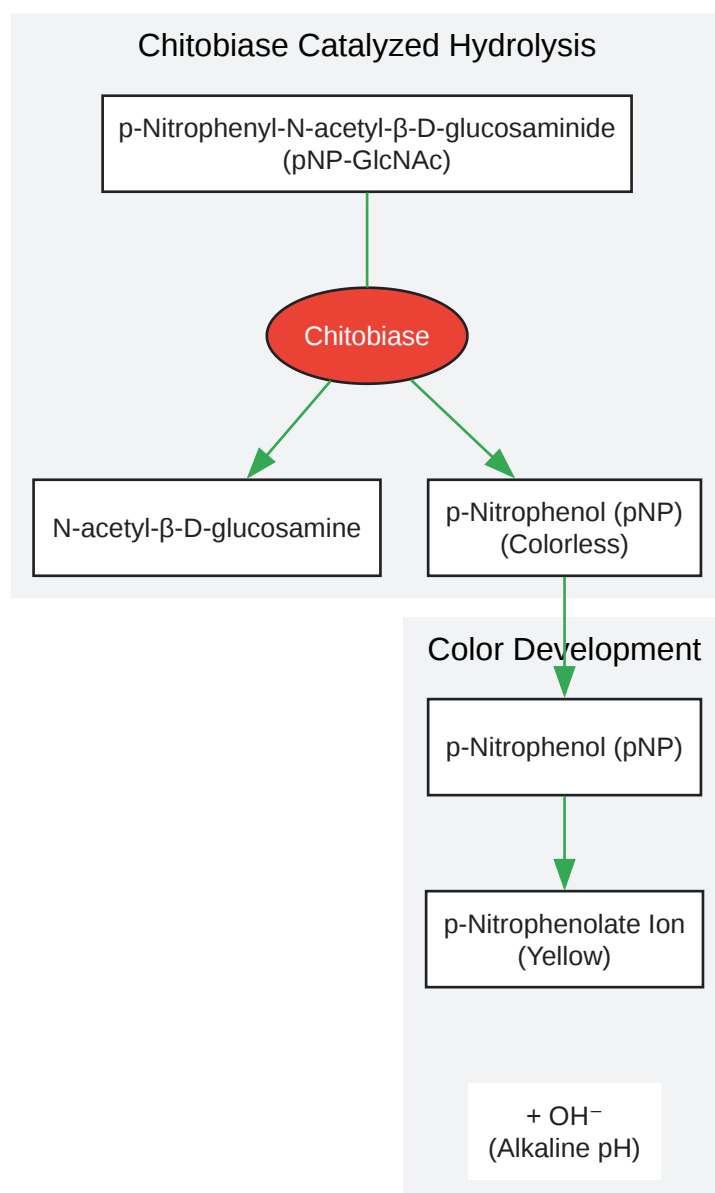 Chitobiase Catalyzed Hydrolysis
p-Nitrophenyl-N-acetyl-β-D-glucosaminide
(pNP-GlcNAc)
Chitobiase
N-acetyl-β-D-glucosamine
p-Nitrophenol (pNP)
(Colorless)
Color Development
p-Nitrophenol (pNP)
p-Nitrophenolate Ion
(Yellow)
+ OH⁻
(Alkaline pH)